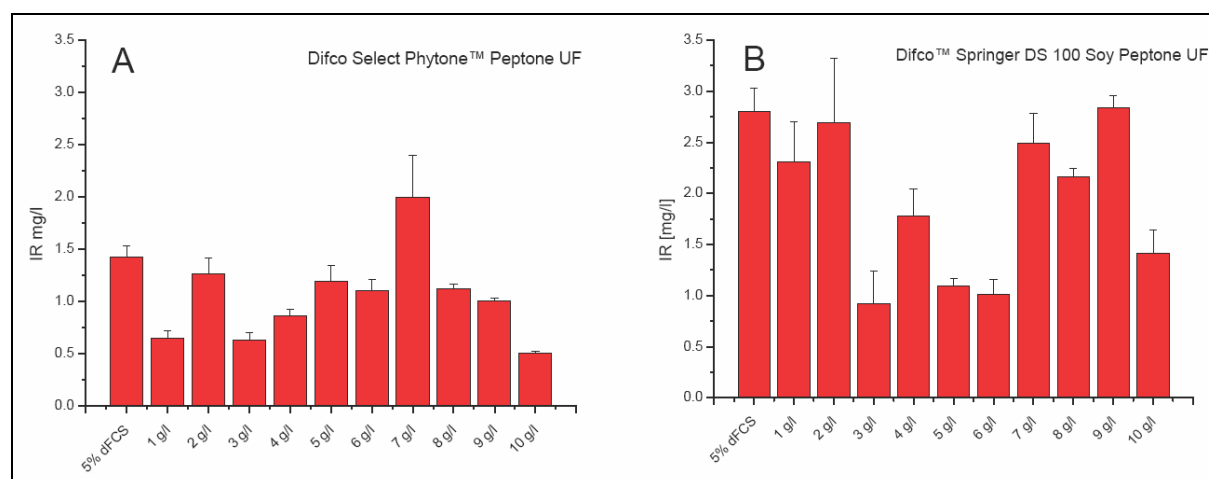 A
Difco Select Phytone™ Peptone UF
IR mg/l
3.5
3.0
2.5
2.0
1.5
1.0
0.5
0.0
5% dFCS
1 g/l
2 g/l
3 g/l
4 g/l
5 g/l
6 g/l
7 g/l
8 g/l
9 g/l
10 g/l
B
Difco™ Springer DS 100 Soy Peptone UF
IR [mg/l]
3.5
3.0
2.5
2.0
1.5
1.0
0.5
0.0
5% dFCS
1 g/l
2 g/l
3 g/l
4 g/l
5 g/l
6 g/l
7 g/l
8 g/l
9 g/l
10 g/l